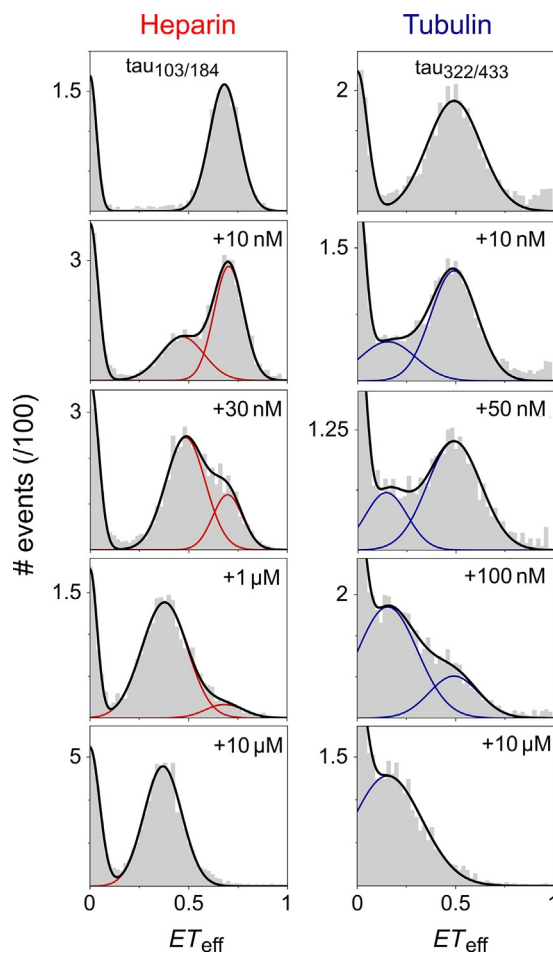 Heparin
Tubulin
tau103/184
1.5
tau322/433
2
+10 nM
3
+10 nM
1.5
+30 nM
3
+50 nM
1.25
+1 µM
1.5
+100 nM
2
+10 µM
5
+10 µM
1.5
# events (/100)
0 0.5 1
0 0.5 1
ETeff
ETeff